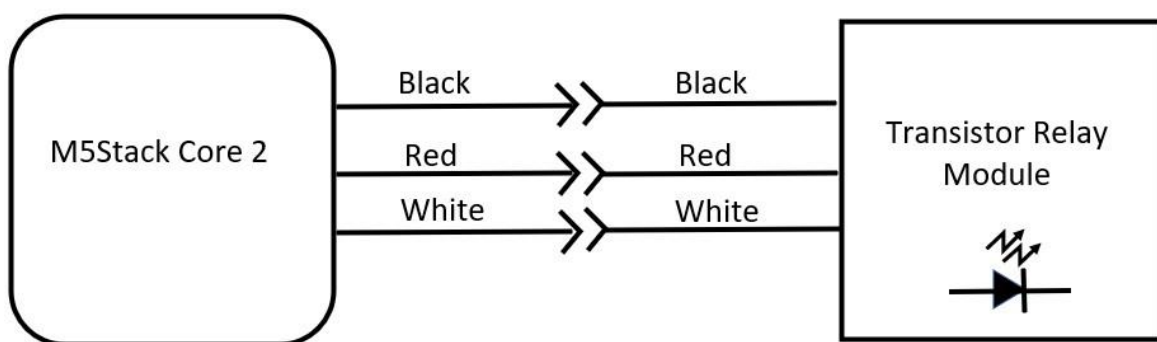 Black
Black
M5Stack Core 2
Red
Red
White
White
Transistor Relay
Module